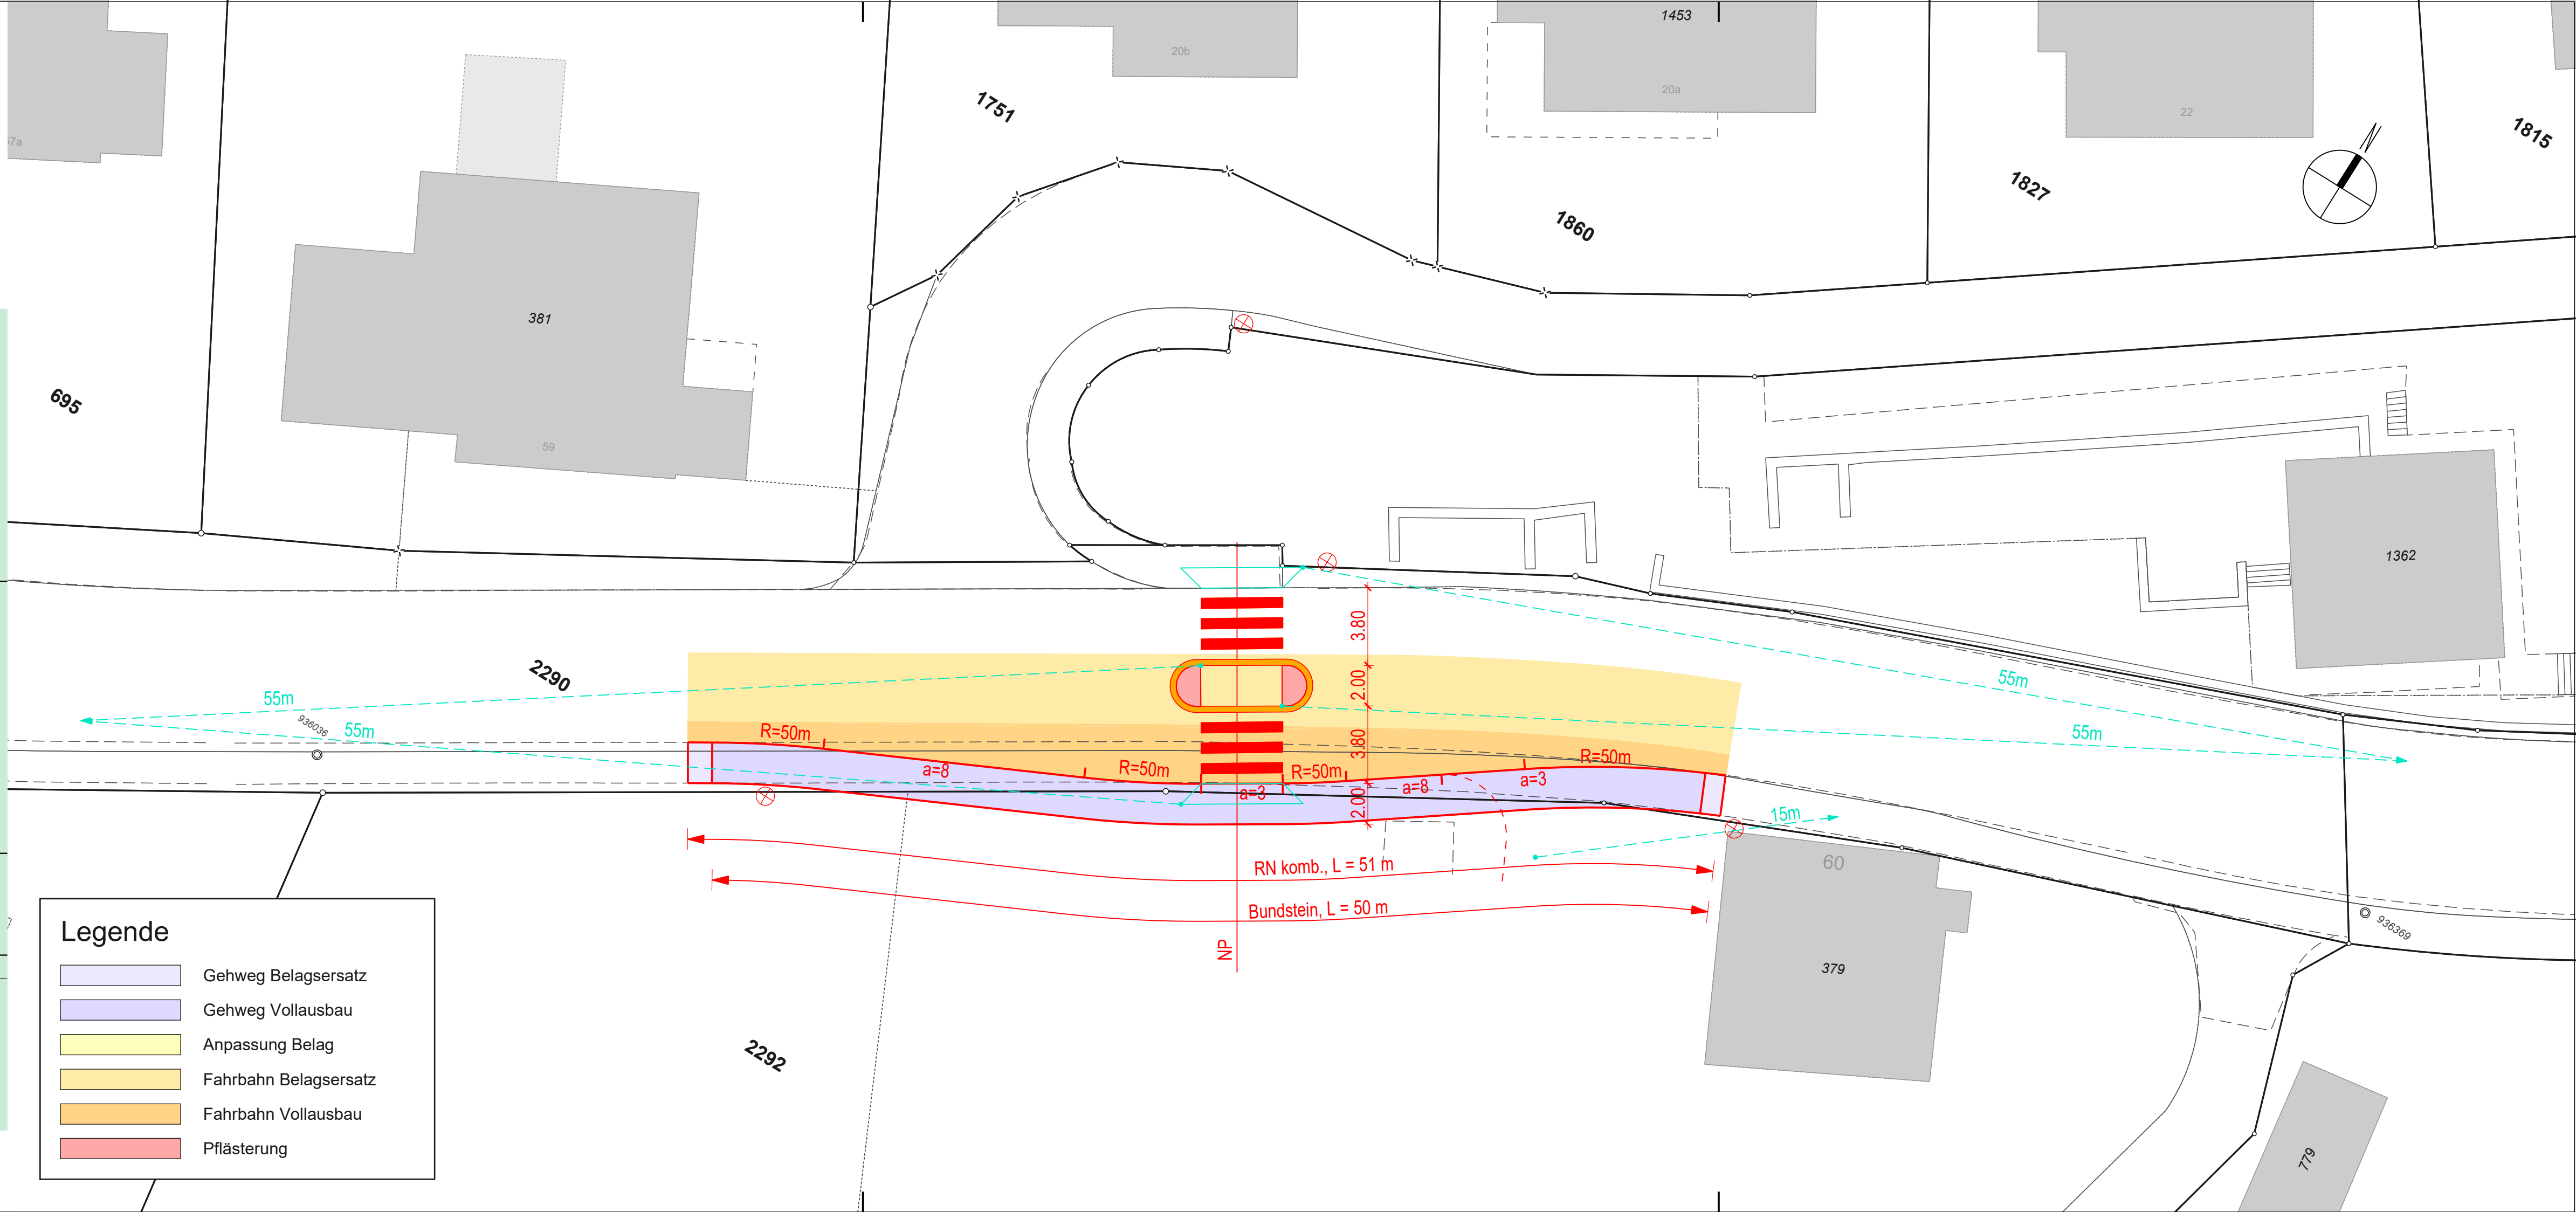 1453
20b
20a
22
1751
1815
57a
1827
1860
381
695
59
1362
3.80
2290
55m
55m
2.00
55m
936036
55m
R=50m
3.80
R=50m
a=8
R=50m
R=50m
a=3
a=8
a=3
2.00
15m
RN komb., L = 51 m
60
Bundstein, L = 50 m
936369
NP
379
Legende
Gehweg Belagsersatz
Gehweg Vollausbau
Anpassung Belag
Fahrbahn Belagsersatz
Fahrbahn Vollausbau
Pflästerung
2292
779